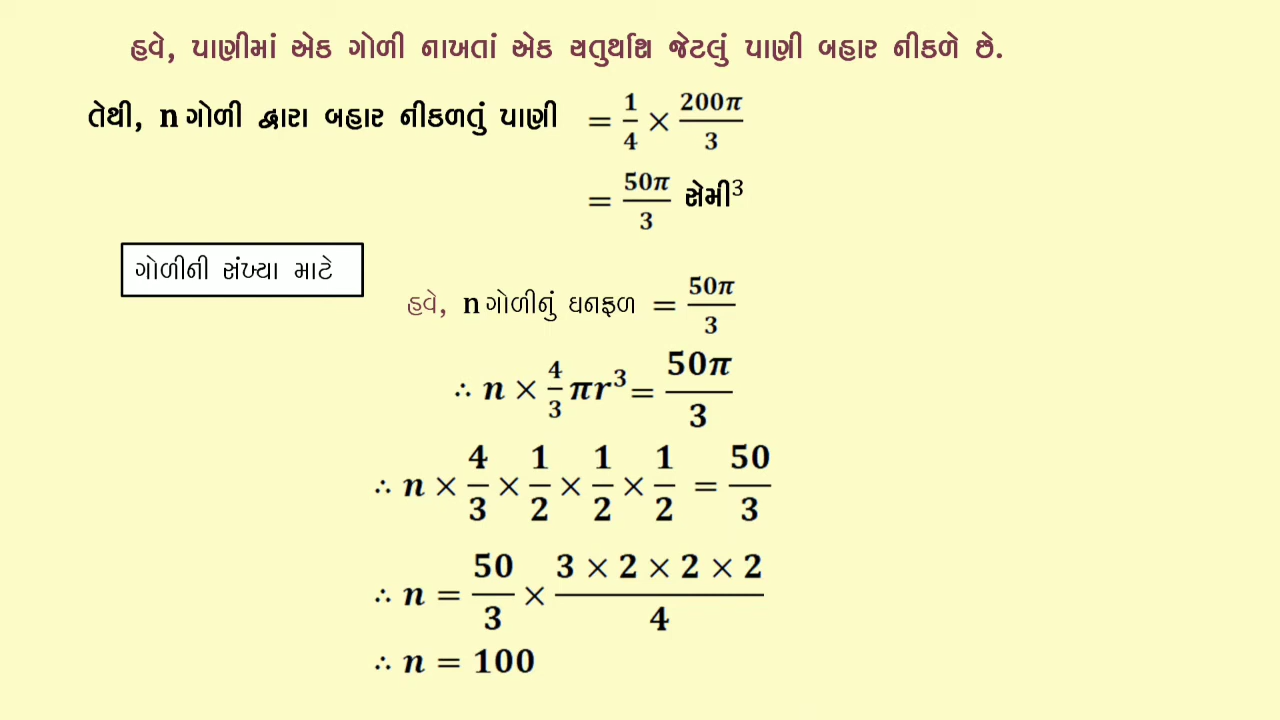 હવે, પાણીમાં એક ગોળી નાખતાં એક ચતુર્થાંશ જેટલું પાણી બહાર નીકળે છે.
તેથી, n ગોળી દ્વારા બહાર નીકળતું પાણી = 1/4 × 200π/3
= 50π/3 સેમી³
ગોળીની સંખ્યા માટે
હવે, n ગોળીનું ઘનફળ = 50π/3
∴ n × 4/3 πr³ = 50π/3
∴ n × 4/3 × 1/2 × 1/2 × 1/2 = 50/3
∴ n = 50/3 × (3 × 2 × 2 × 2)/4
∴ n = 100